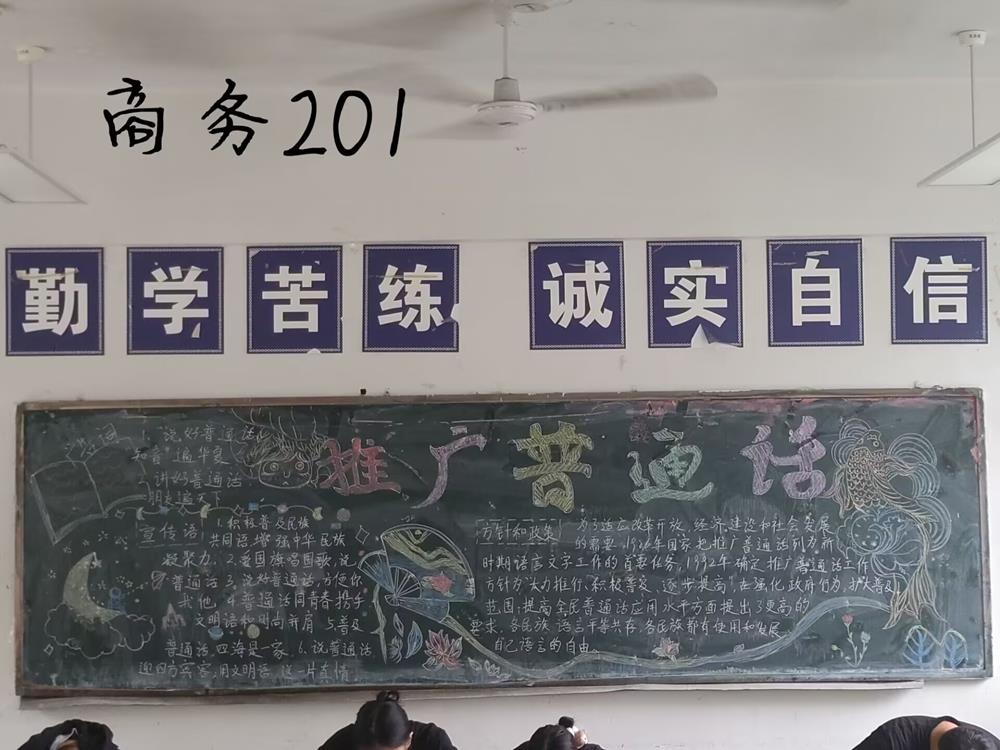 商务201
勤学苦练 诚实自信
推广普通话
1、说好普通话
知音遍华夏
2、讲好普通话
朋友遍天下
宣传语 1.积极普及民族
共同语,增强中华民族
凝聚力. 2.爱国旗唱国歌,说
普通话 3.说好普通话,方便你
我他. 4.普通话同青春携手
文明语和时尚并肩 5.普及
普通话,四海是一家. 6.说普通话
迎四方宾客,用文明语 送一片真情.
方针和政策 为了适应改革开放,经济建设和社会发展
的需要,1986年国家把推广普通话列为新
时期语言文字工作的首要任务,1992年确定推广普通话工作
方针为"大力推行、积极普及、逐步提高"在强化政府行为,扩大普及
范围,提高全民普通话应用水平方面提出了更高的
要求,各民族语言平等共存,各民族都有使用和发展
自己语言的自由。